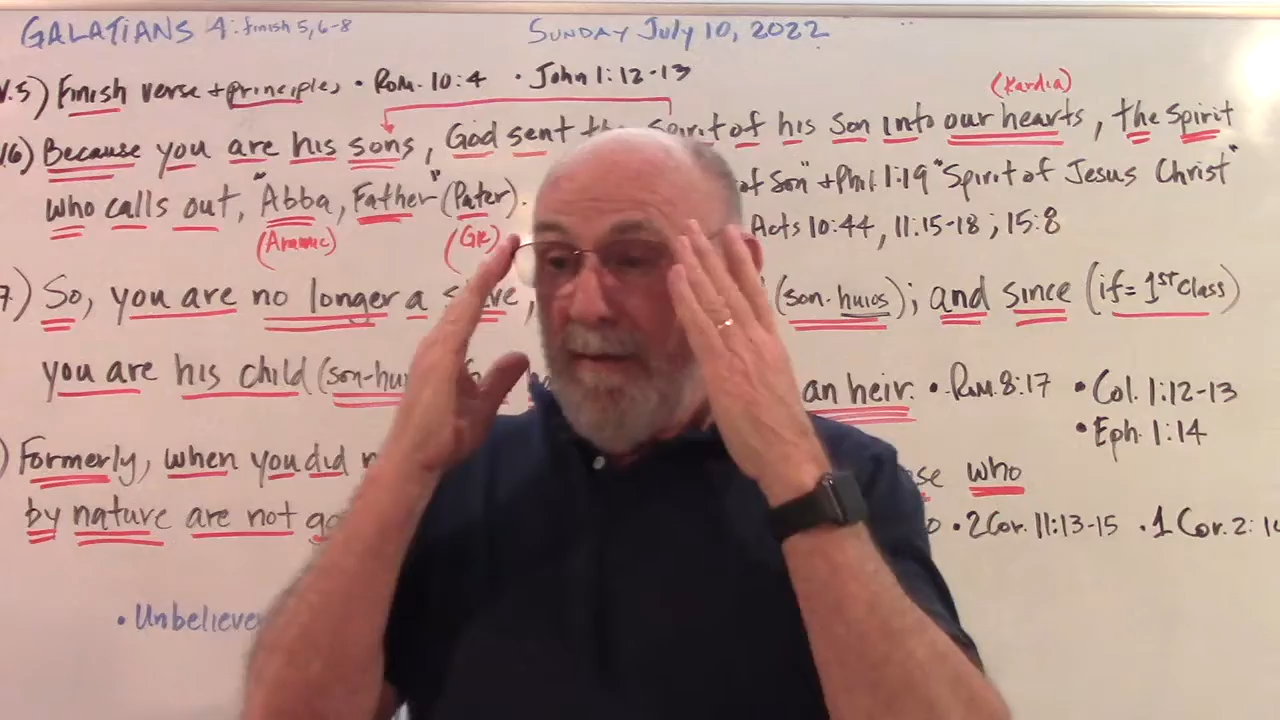 GALATIANS 4: finish 5,6-8 SUNDAY July 10, 2022
V.5) Finish verse + principles • Rom. 10:4 • John 1:12-13
(Kardia)
V6) Because you are his sons, God sent the Spirit of his Son into our hearts, the Spirit
who calls out, "Abba, Father" (Pater). of Son" + Phil. 1:19 "Spirit of Jesus Christ"
(Aramaic) (GK) Acts 10:44, 11:15-18; 15:8
7.) So, you are no longer a slave, (son-huios); and since (if = 1st class)
you are his child (son-hu an heir. • Rom. 8:17 • Col. 1:12-13
• Eph. 1:14
) Formerly, when you did who
by nature are not • 2 Cor. 11:13-15 • 1 Cor. 2:
• Unbeliever